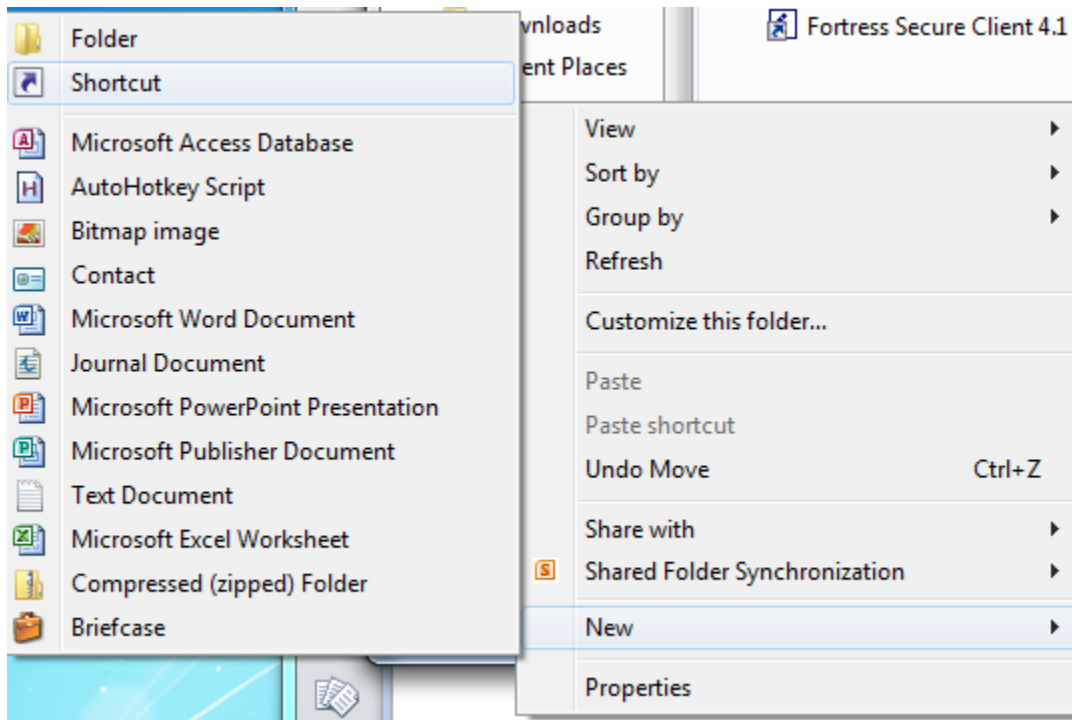 Folder
Shortcut
Microsoft Access Database
AutoHotkey Script
Bitmap image
Contact
Microsoft Word Document
Journal Document
Microsoft PowerPoint Presentation
Microsoft Publisher Document
Text Document
Microsoft Excel Worksheet
Compressed (zipped) Folder
Briefcase
wnloads
ent Places
Fortress Secure Client 4.1
View
Sort by
Group by
Refresh
Customize this folder...
Paste
Paste shortcut
Undo Move Ctrl+Z
Share with
Shared Folder Synchronization
New
Properties